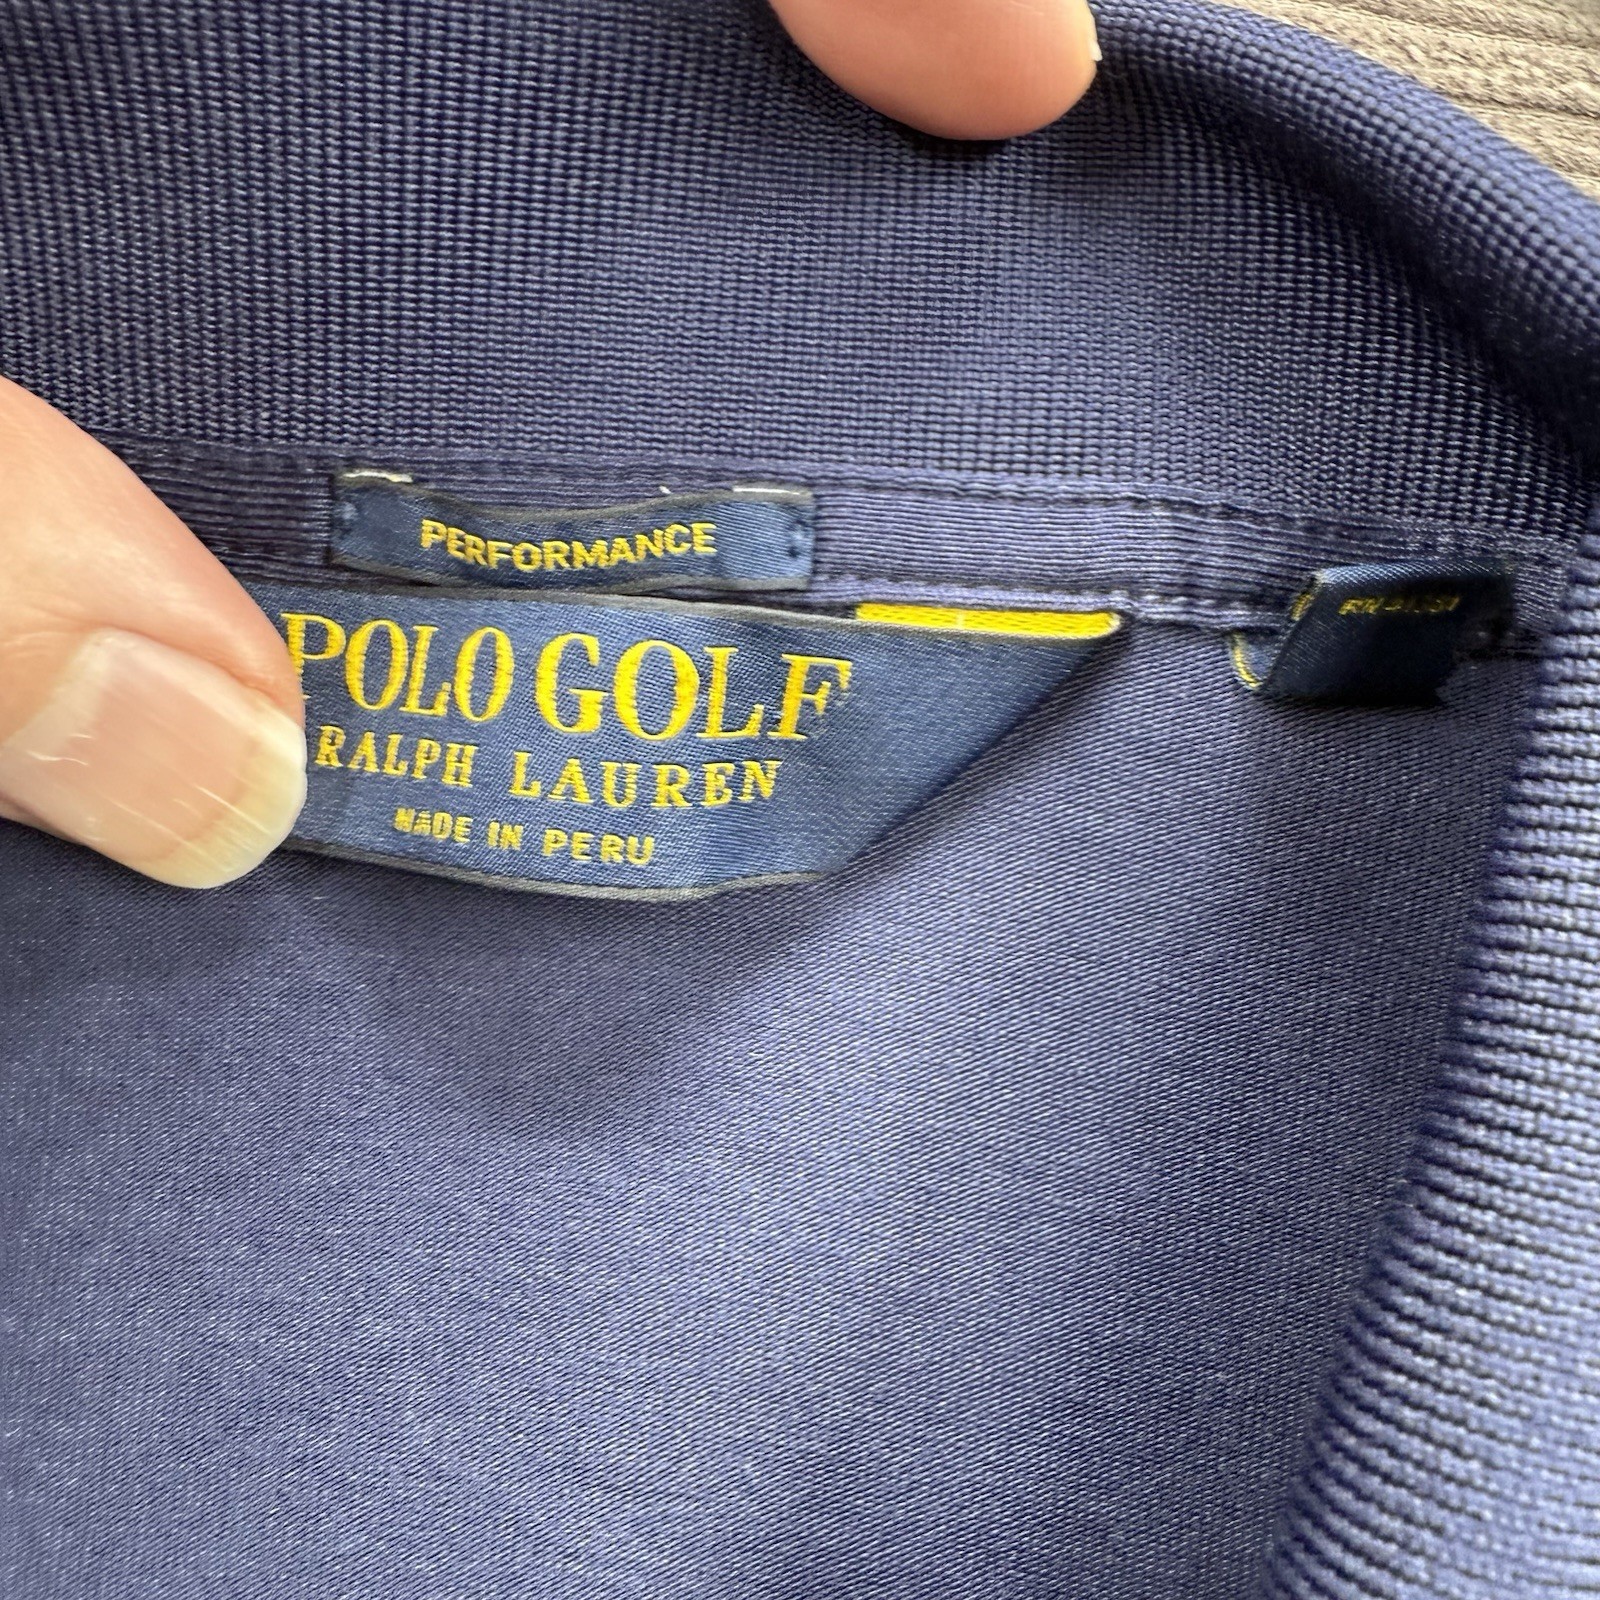 PERFORMANCE
POLO GOLF
RALPH LAUREN
MADE IN PERU